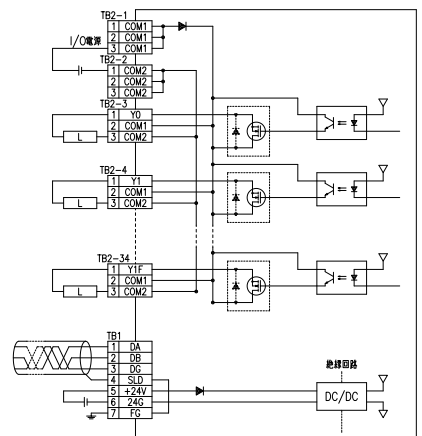 TB2-1
1 COM1
2 COM1
3 COM1
I/O電源
TB2-2
1 COM2
2 COM2
3 COM2
TB2-3
1 Y0
2 COM1
3 COM2
L
TB2-4
1 Y1
2 COM1
3 COM2
L
TB2-34
1 Y1F
2 COM1
3 COM2
L
TB1
1 DA
2 DB
3 DG
4 SLD
5 +24V
6 24G
7 FG
絶縁回路
DC/DC